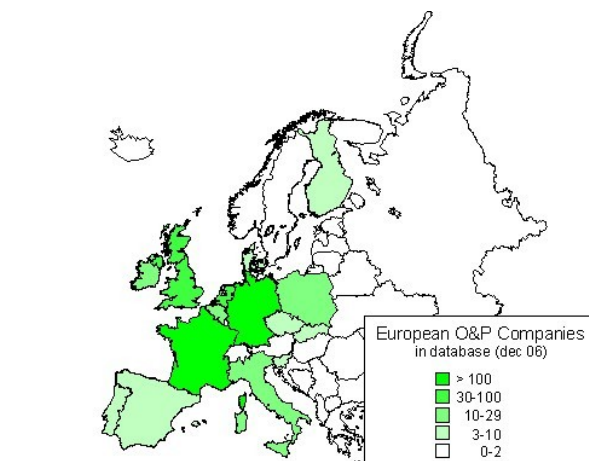 European O&P Companies
in database (dec 06)
> 100
30-100
10-29
3-10
0-2